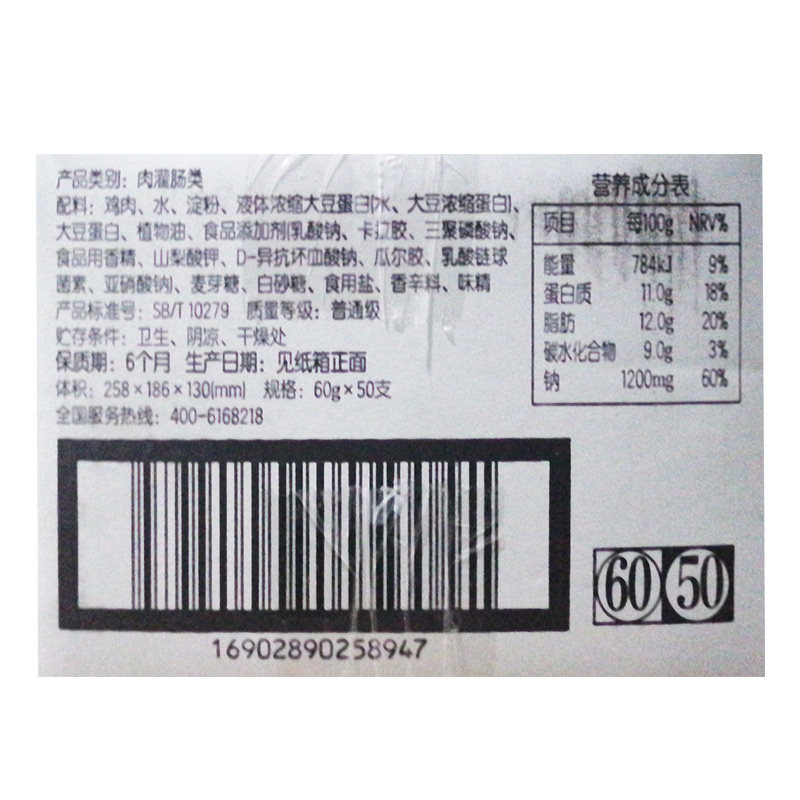 产品类别：肉灌肠类
配料：鸡肉、水、淀粉、液体浓缩大豆蛋白(水、大豆浓缩蛋白)、
大豆蛋白、植物油、食品添加剂(乳酸钠、卡拉胶、三聚磷酸钠、
食品用香精、山梨酸钾、D-异抗坏血酸钠、瓜尔胶、乳酸链球
菌素、亚硝酸钠)、麦芽糖、白砂糖、食用盐、香辛料、味精
产品标准号：SB/T 10279 质量等级：普通级
贮存条件：卫生、阴凉、干燥处
保质期：6个月 生产日期：见纸箱正面
体积：258×186×130(mm) 规格：60g×50支
全国服务热线：400-6168218
营养成分表
项目 每100g NRV%
能量 784kJ 9%
蛋白质 11.0g 18%
脂肪 12.0g 20%
碳水化合物 9.0g 3%
钠 1200mg 60%
60 50
16902890258947